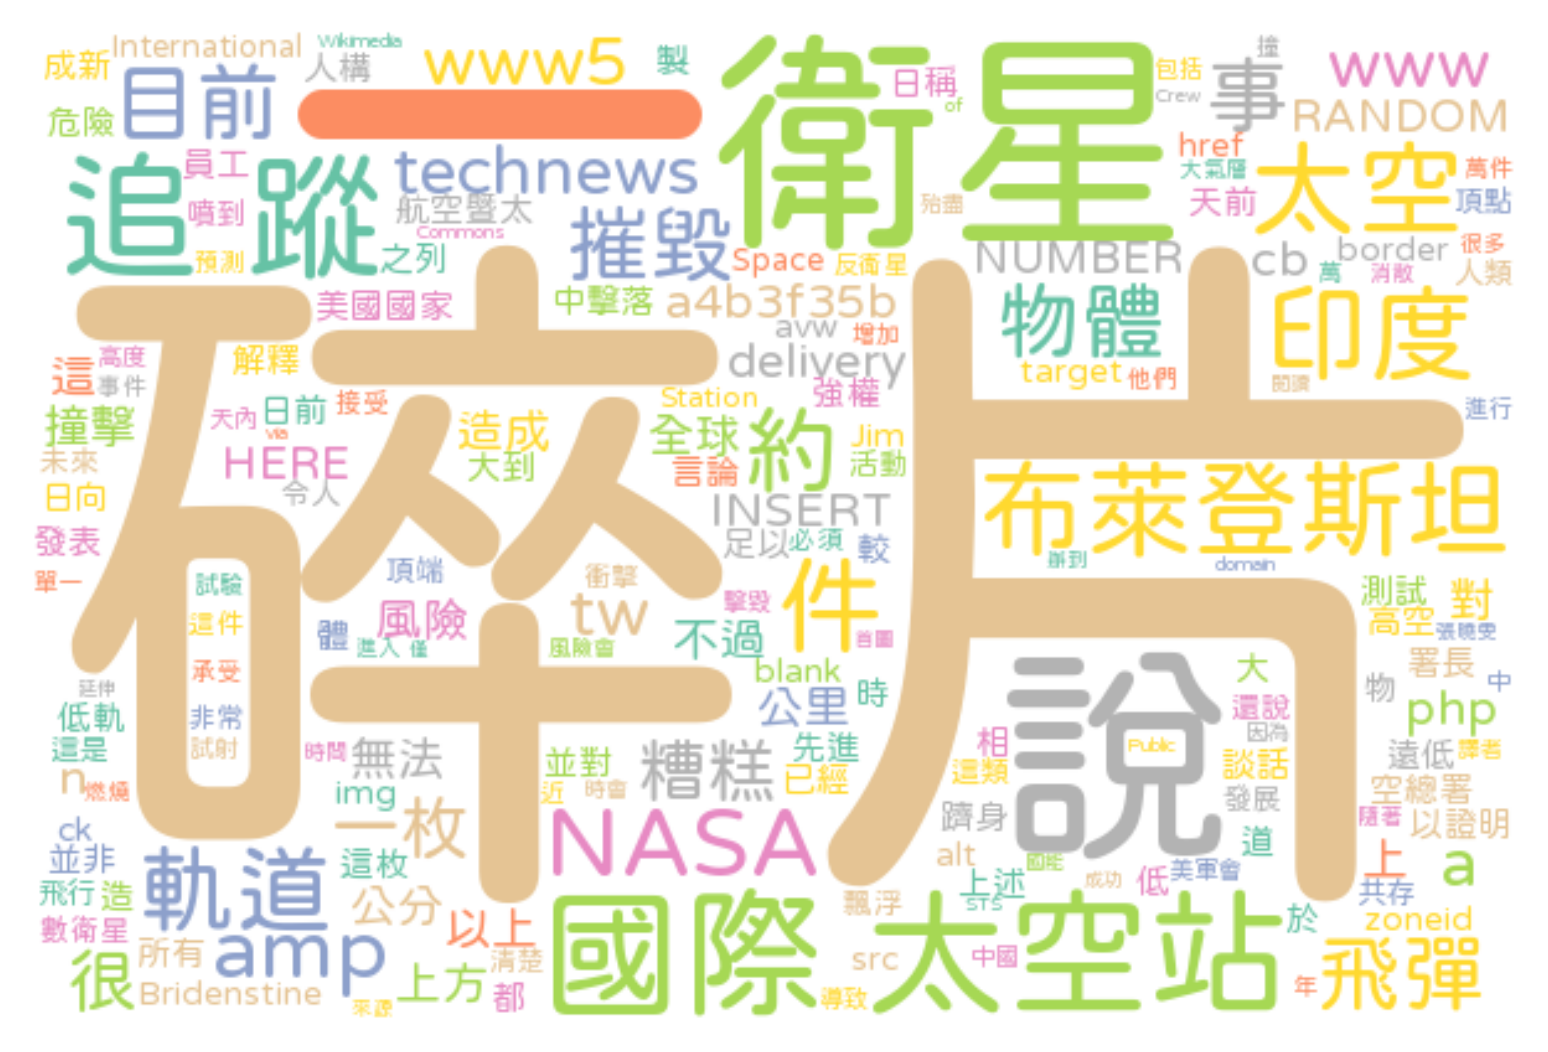 International
Wikimedia
成新
人構
www5
製
衛星
日稱
of
包括
Crew
撞
事
www
RANDOM
危險
目前
一
href
大氣層
太空
萬件
追蹤
員工
噴到
預測
technews
航空暨太
Commons
之列
摧毀
殆盡
天前
頂點
Space
反衛星
NUMBER
cb
border
很多
萬
消散
人類
碎片
美國國家
中擊落
a4b3f35b
物體
印度
avw
增加
delivery
target
他們
閱讀
這
高度
事件
解釋
Station
強權
進行
撞擊
天內
日前
接受
via
造成
大到
全球
約
Jim
活動
未來
HERE
令人
言論
布萊登斯坦
日向
INSERT
足以
必須
較
發表
辦到
domain
單一
試驗
頂端
衝擊
件
測試
對
這件
體
風險
tw
擊毀
高空
張曉雯
進入
僅
風險會
不過
首圖
承受
blank
說
大
署長
延伸
非常
公里
時
物
中
低軌
還說
php
這是
試射
時間
無法
並對
糟糕
先進
相
Public
因為
遠低
譯者
n
燃燒
img
近
時會
已經
這類
談話
空總署
ck
一枚
NASA
躋身
發展
隨著
以證明
並非
軌道
這枚
alt
國能
道
上
a
飛行
造
公分
上述
STS
成功
低
美軍會
共存
數衛星
所有
amp
以上
國際太空站
飄浮
於
zoneid
很
Bridenstine
來源
上方
清楚
都
src
導致
中國
年
飛彈